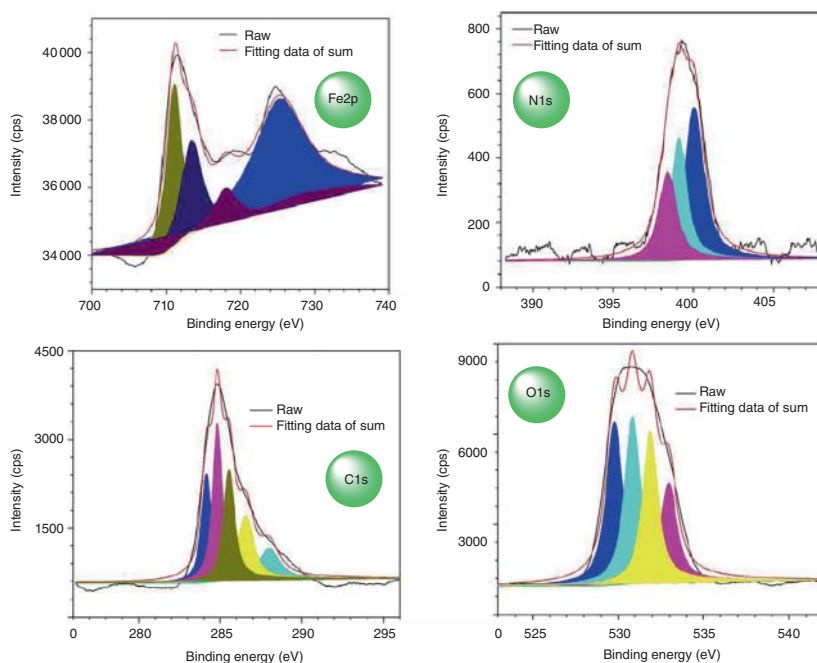 40 000
38 000
36 000
34 000
Intensity (cps)
Raw
Fitting data of sum
Fe2p
700 710 720 730 740
Binding energy (eV)
800
600
400
200
0
Intensity (cps)
Raw
Fitting data of sum
N1s
390 395 400 405
Binding energy (eV)
4500
3000
1500
0
Intensity (cps)
Raw
Fitting data of sum
C1s
0 280 285 290 295
Binding energy (eV)
9000
6000
3000
Intensity (cps)
Raw
Fitting data of sum
O1s
0 525 530 535 540
Binding energy (eV)